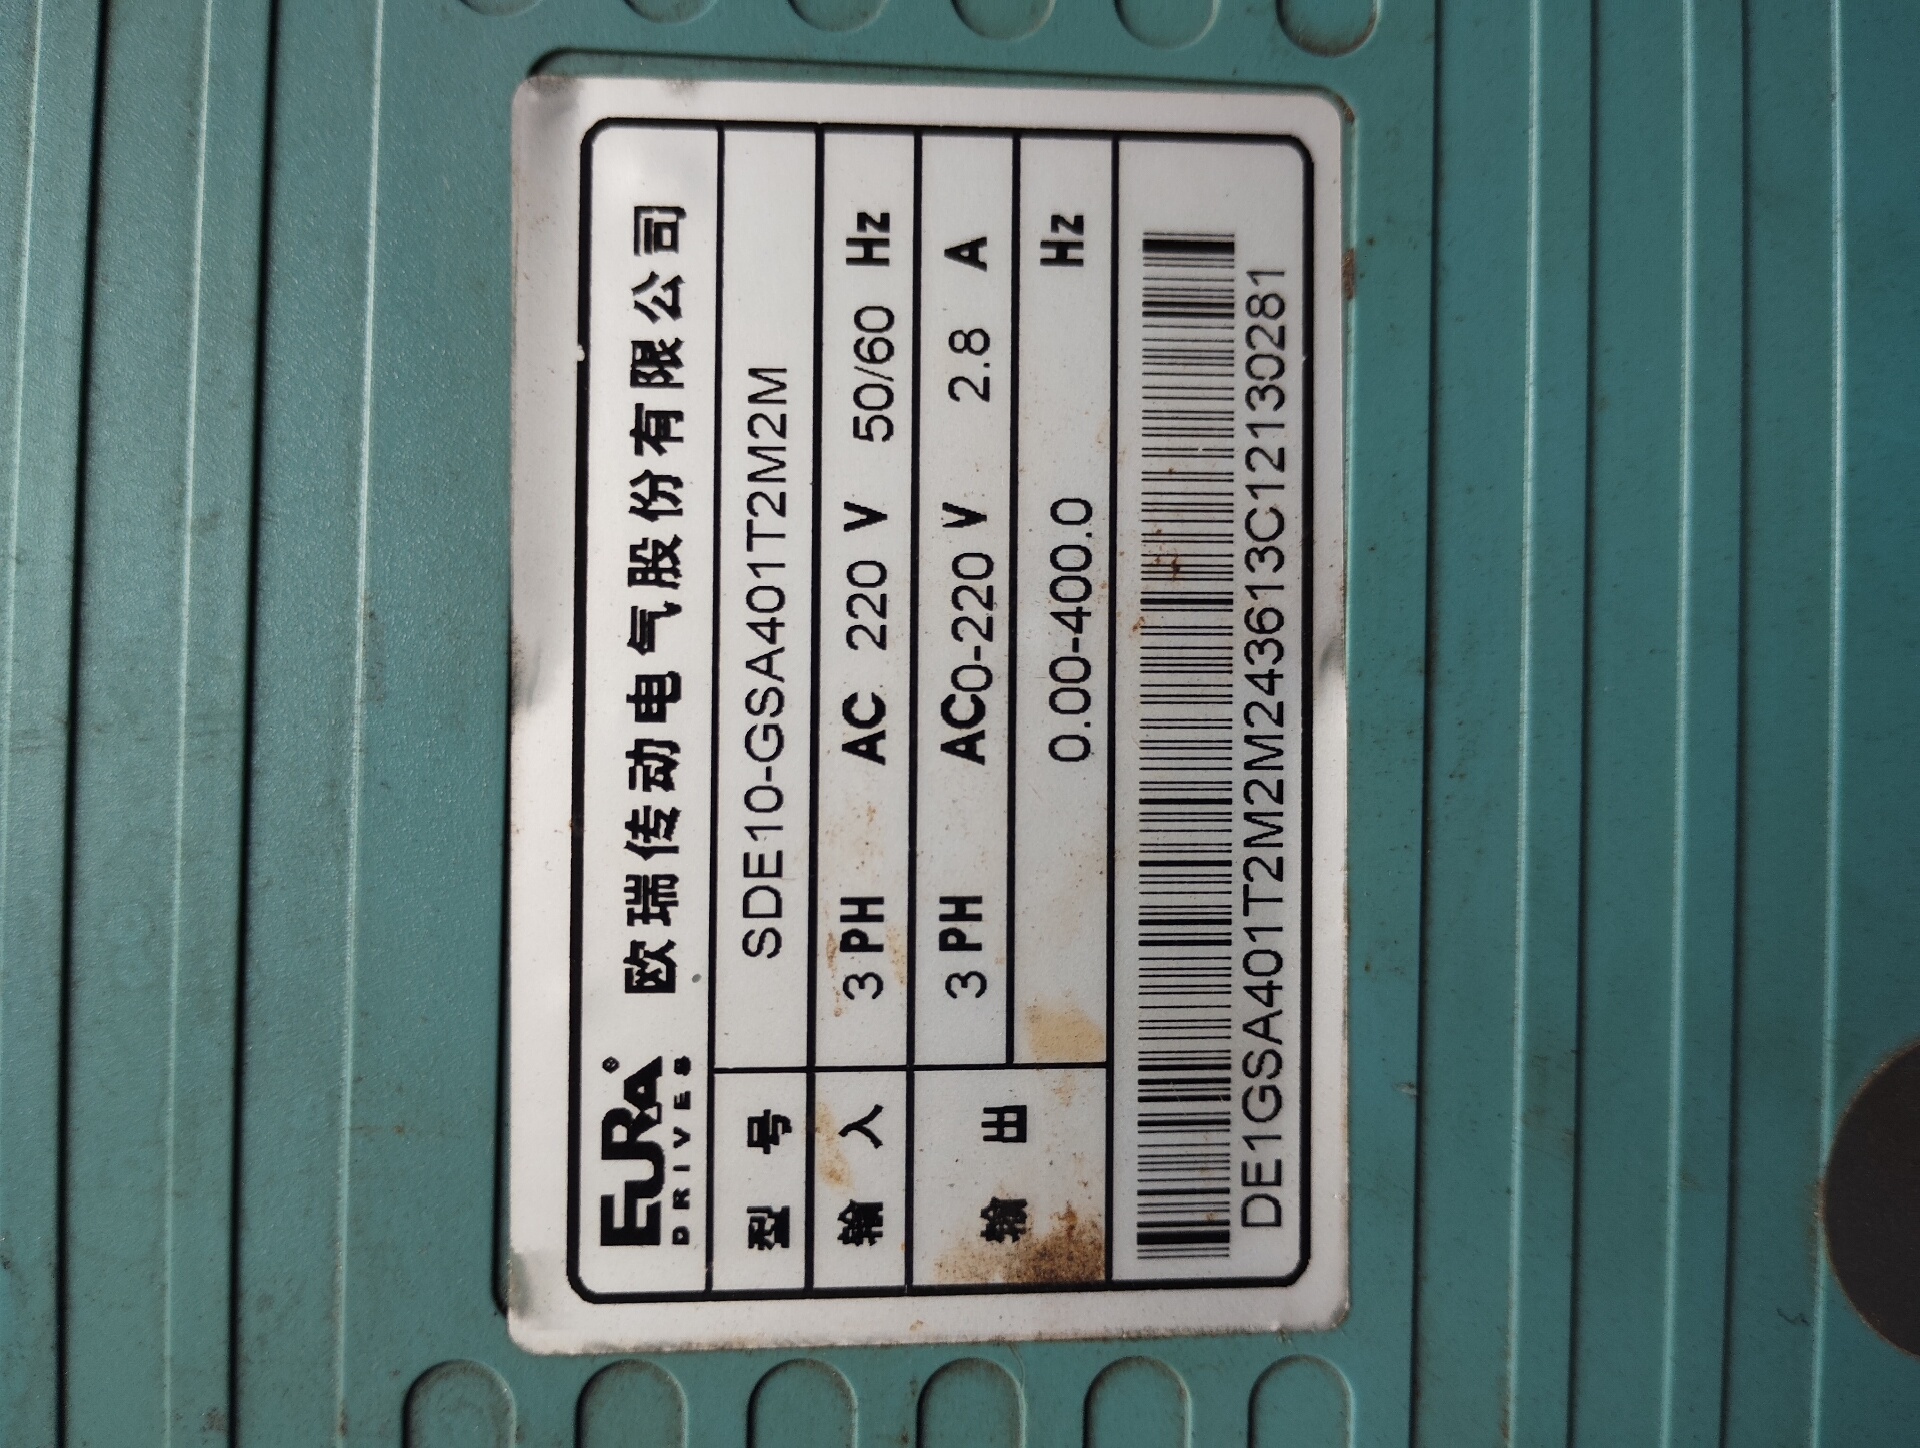 EURA® 欧瑞传动电气股份有限公司
DRIVES
型 号 SDE10-GSA401T2M2M
输 入 3 PH AC 220 V 50/60 Hz
输 出 3 PH AC0-220 V 2.8 A
0.00-400.0 Hz
DE1GSA401T2M2M243613C12130281